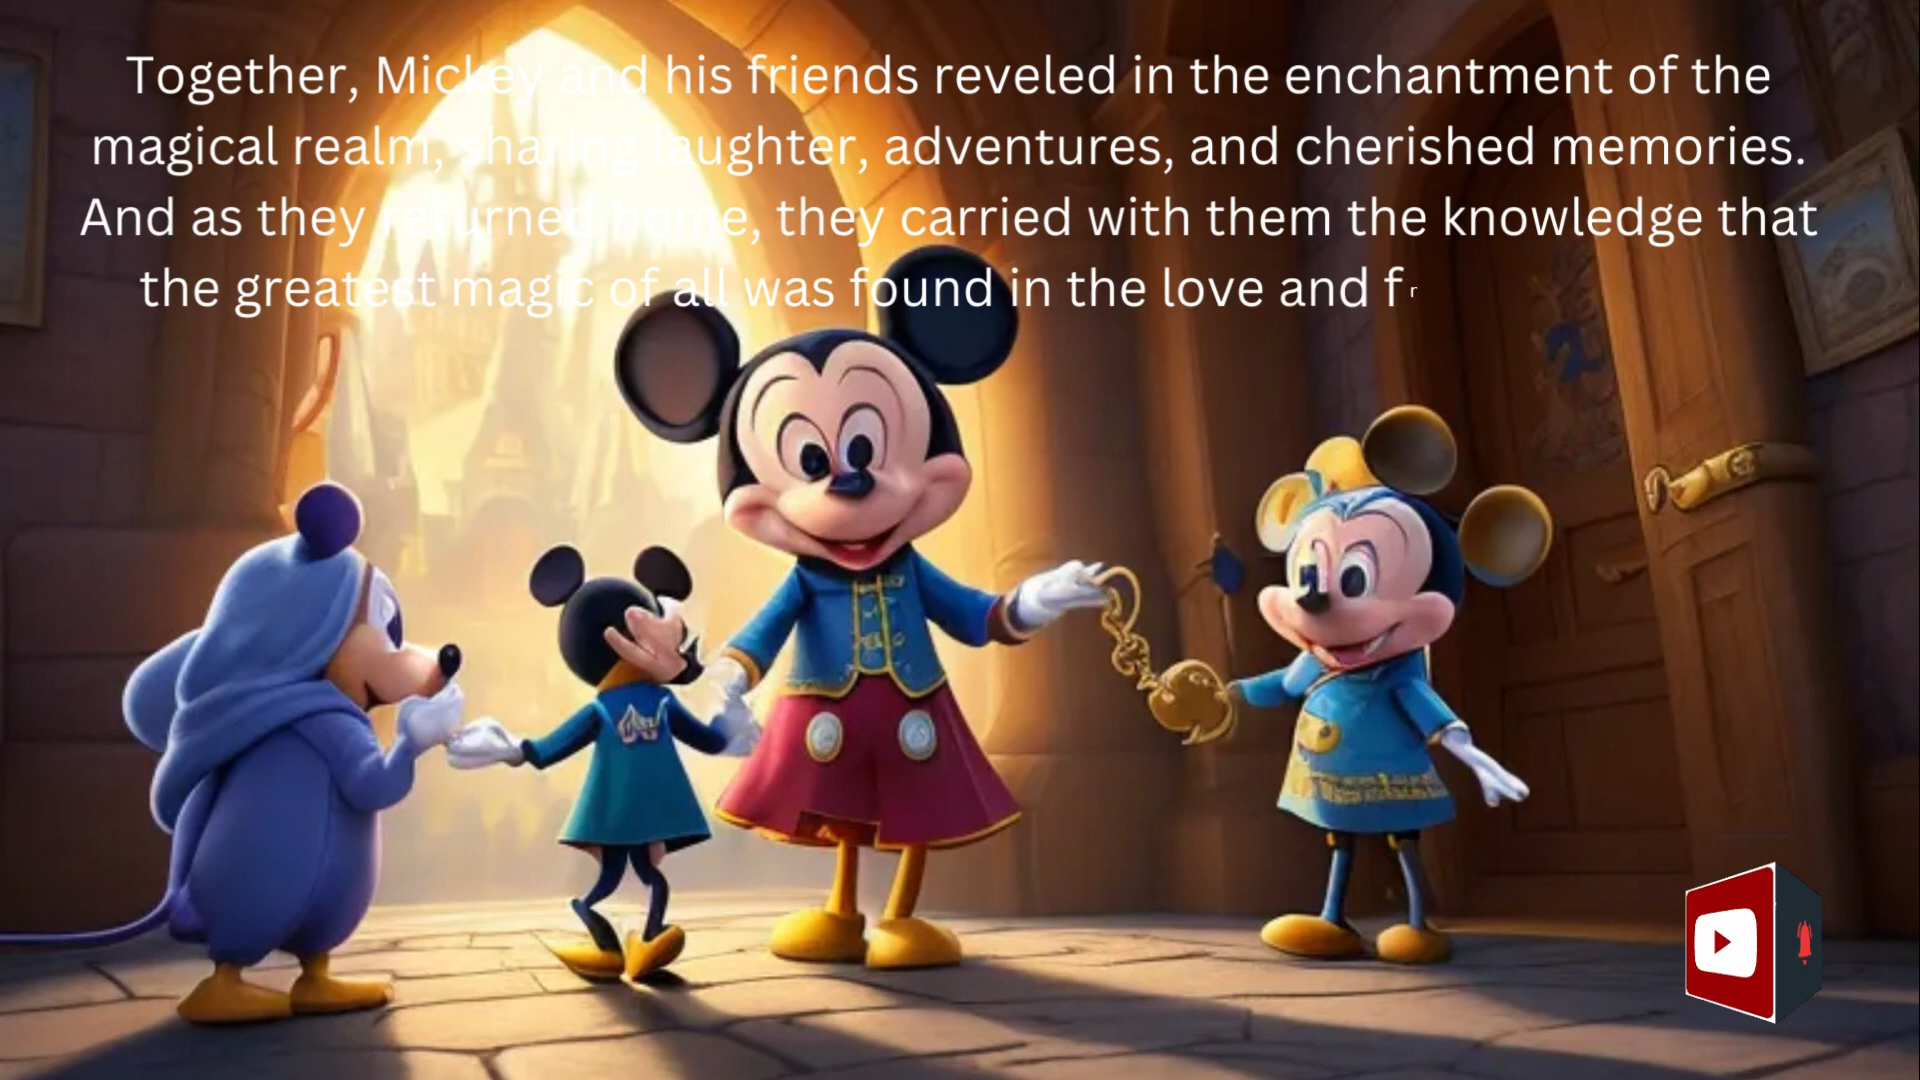 Together, Mickey and his friends reveled in the enchantment of the
magical realm, sharing laughter, adventures, and cherished memories.
And as they returned home, they carried with them the knowledge that
the greatest magic of all was found in the love and fr